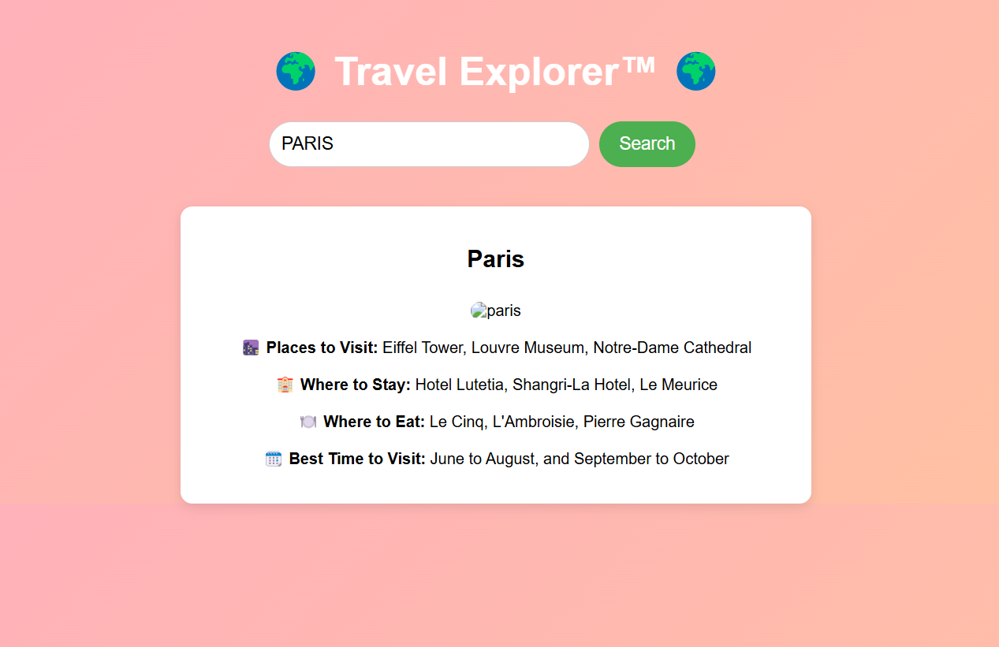 🌍 Travel Explorer™ 🌍
PARIS
Search
Paris
paris
🌆 Places to Visit: Eiffel Tower, Louvre Museum, Notre-Dame Cathedral
🏨 Where to Stay: Hotel Lutetia, Shangri-La Hotel, Le Meurice
🍽️ Where to Eat: Le Cinq, L'Ambroisie, Pierre Gagnaire
🗓️ Best Time to Visit: June to August, and September to October